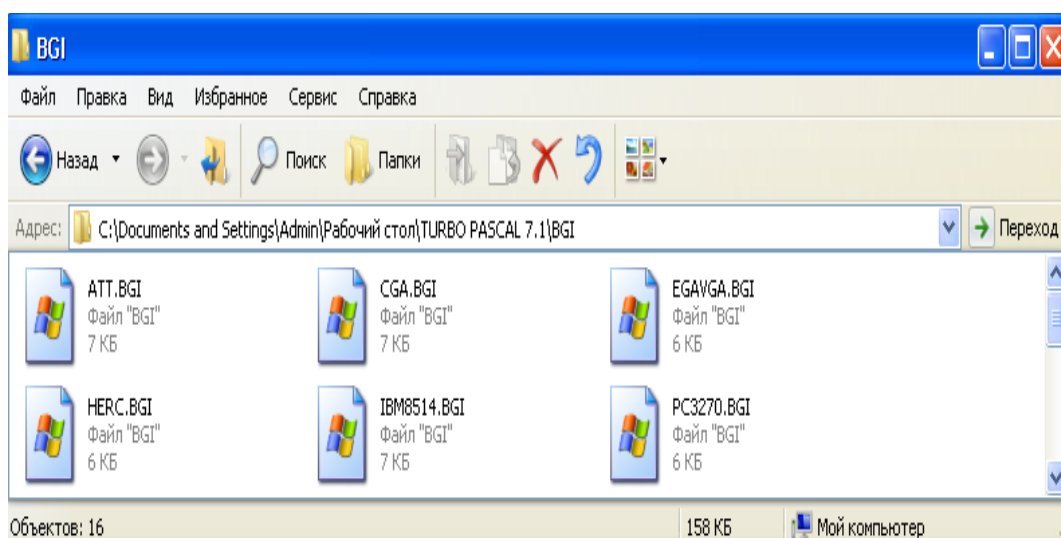 BGI
Файл Правка Вид Избранное Сервис Справка
Назад Поиск Папки
Адрес: C:\Documents and Settings\Admin\Рабочий стол\TURBO PASCAL 7.1\BGI Переход
ATT.BGI
Файл "BGI"
7 КБ
CGA.BGI
Файл "BGI"
7 КБ
EGAVGA.BGI
Файл "BGI"
6 КБ
HERC.BGI
Файл "BGI"
6 КБ
IBM8514.BGI
Файл "BGI"
7 КБ
PC3270.BGI
Файл "BGI"
6 КБ
Объектов: 16 158 КБ Мой компьютер